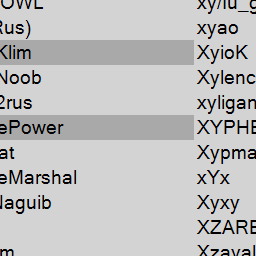 OWL
Rus)
Klim
Noob
2rus
ePower
at
eMarshal
Naguib
m
xy/lu_g
xyao
XyioK
Xylenc
xyligan
XYPHE
Xypma
xYx
Xyxy
XZARE
Xzaval